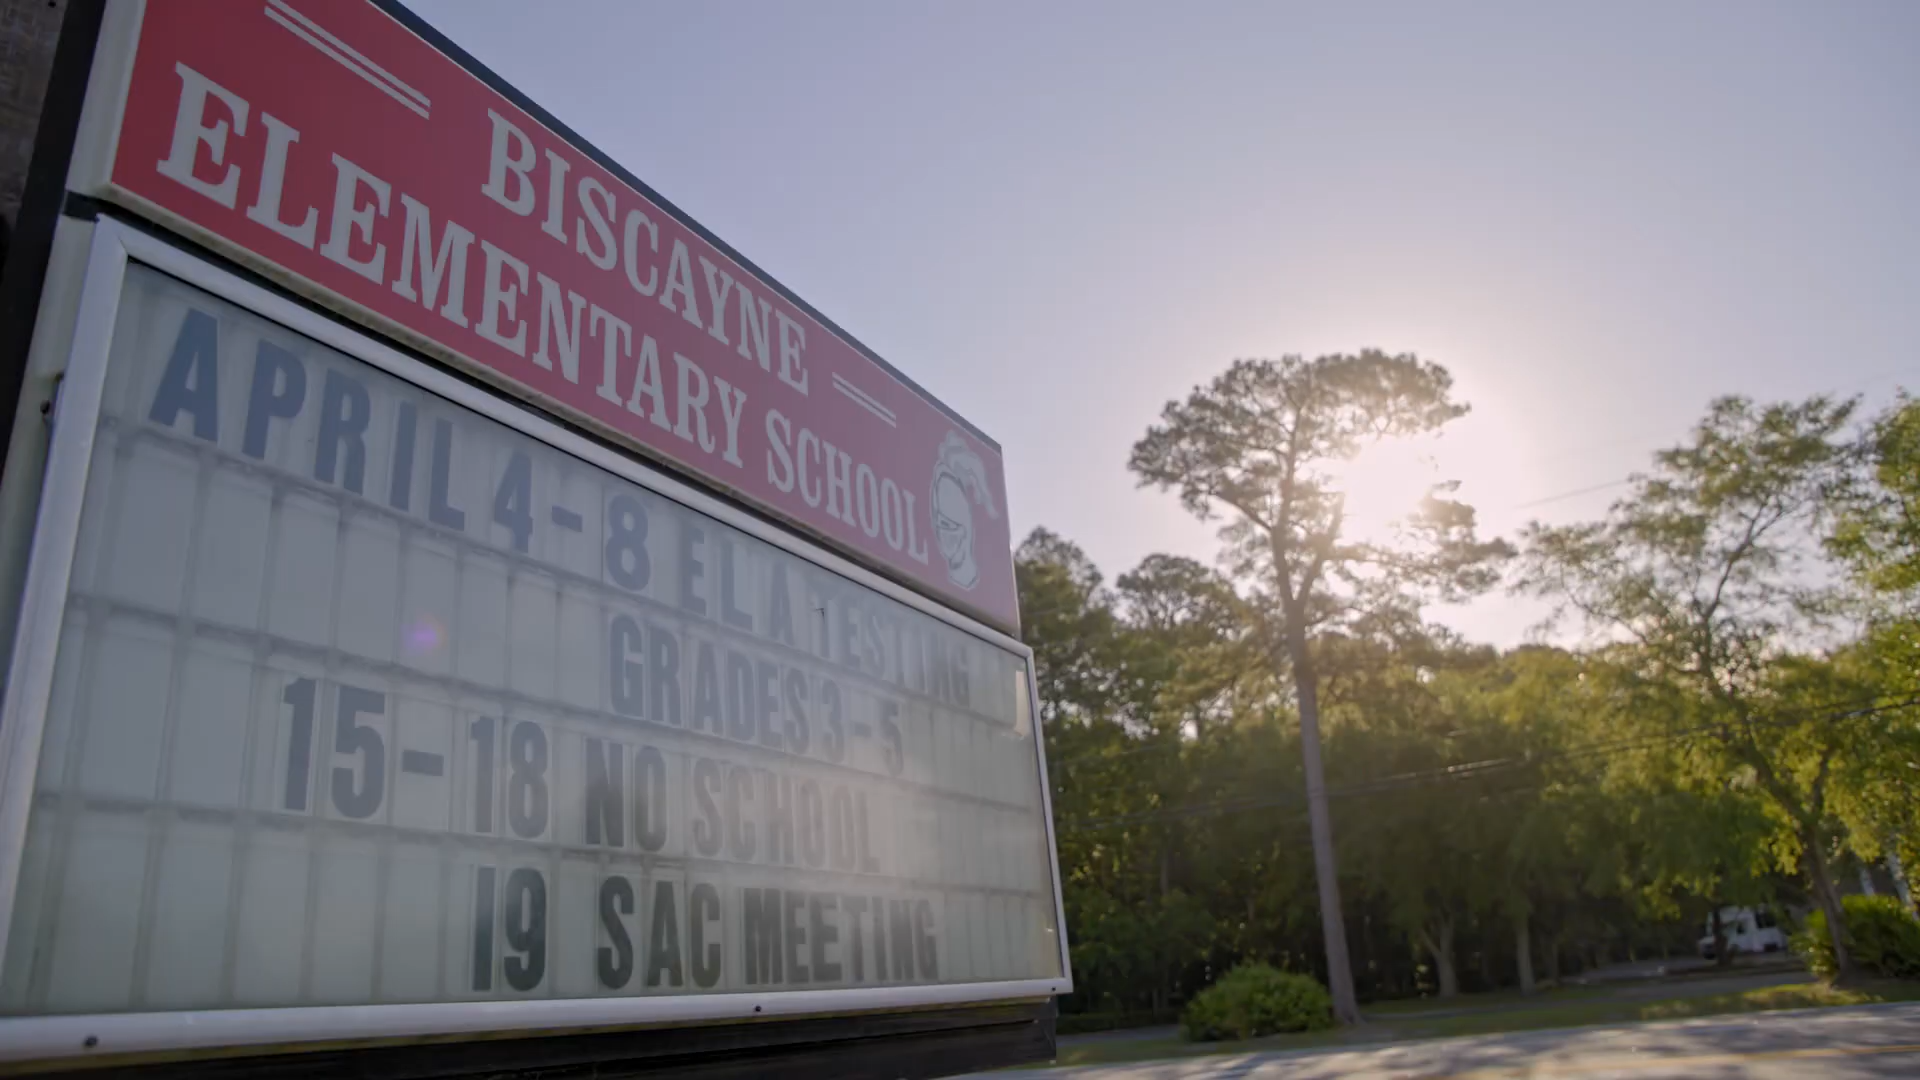 BISCAYNE
ELEMENTARY SCHOOL
APRIL 4-8 ELA TESTING
GRADES 3-5
15-18 NO SCHOOL
19 SAC MEETING